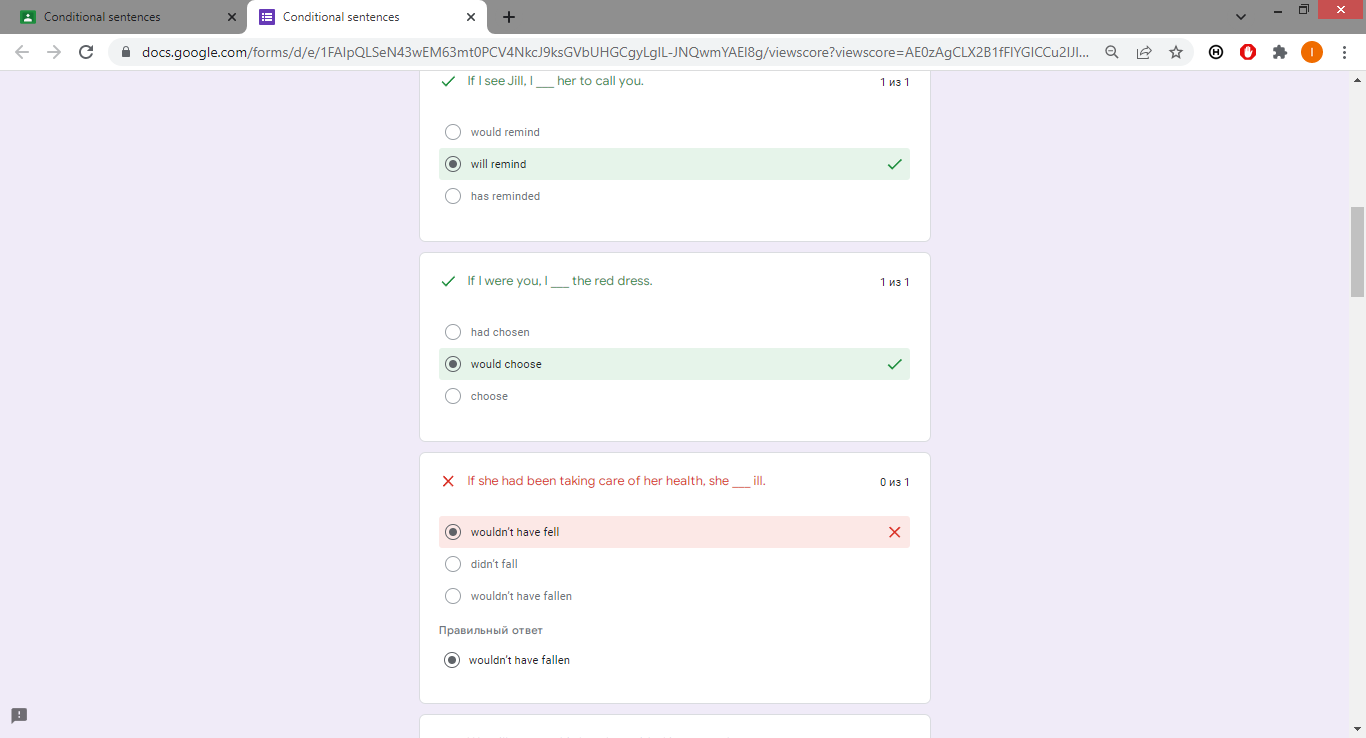 Conditional sentences
Conditional sentences
docs.google.com/forms/d/e/1FAIpQLSeN43wEM63mt0PCV4NkcJ9ksGVbUHGCgyLgIL-JNQwmYAEI8g/viewscore?viewscore=AE0zAgCLX2B1fFIYGICCu2IJI...
If I see Jill, I ___ her to call you.
1 из 1
would remind
will remind
has reminded
If I were you, I ___ the red dress.
1 из 1
had chosen
would choose
choose
If she had been taking care of her health, she ___ ill.
0 из 1
wouldn't have fell
didn't fall
wouldn't have fallen
Правильный ответ
wouldn't have fallen